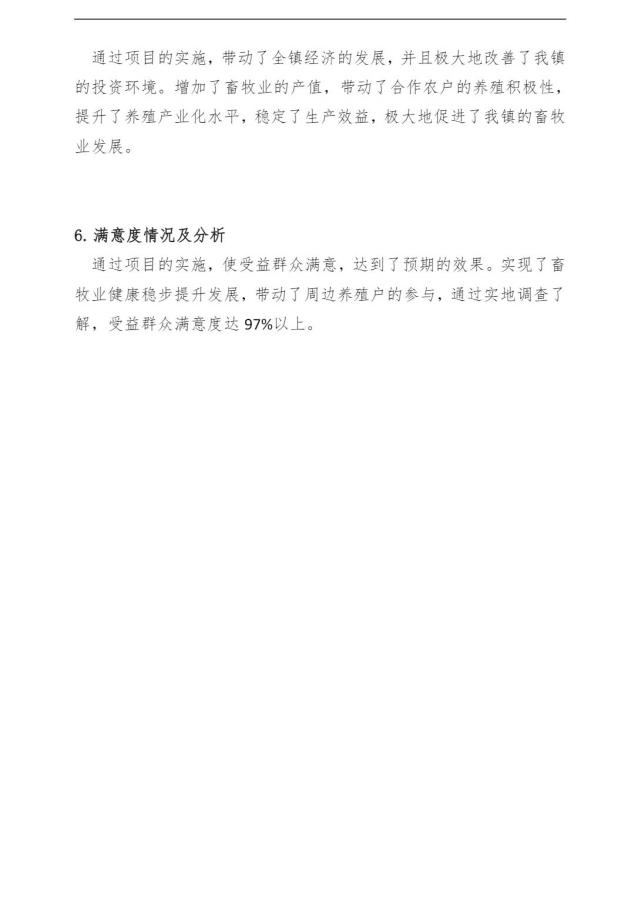 通过项目的实施，带动了全镇经济的发展，并且极大地改善了我镇
的投资环境。增加了畜牧业的产值，带动了合作农户的养殖积极性，
提升了养殖产业化水平，稳定了生产效益，极大地促进了我镇的畜牧
业发展。
6. 满意度情况及分析
通过项目的实施，使受益群众满意，达到了预期的效果。实现了畜
牧业健康稳步提升发展，带动了周边养殖户的参与，通过实地调查了
解，受益群众满意度达 97%以上。